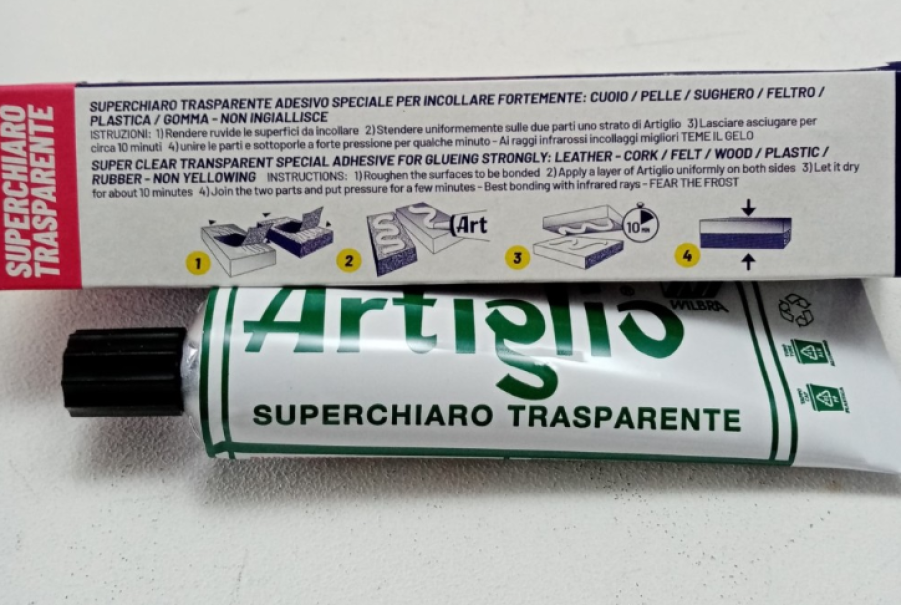 SUPERCHIARO
TRASPARENTE
SUPERCHIARO TRASPARENTE ADESIVO SPECIALE PER INCOLLARE FORTEMENTE: CUOIO / PELLE / SUGHERO / FELTRO /
PLASTICA / GOMMA - NON INGIALLISCE
ISTRUZIONI: 1) Rendere ruvide le superfici da incollare 2) Stendere uniformemente sulle due parti uno strato di Artiglio 3) Lasciare asciugare per
circa 10 minuti 4) unire le parti e sottoporle a forte pressione per qualche minuto - Ai raggi infrarossi incollaggi migliori TEME IL GELO
SUPER CLEAR TRANSPARENT SPECIAL ADHESIVE FOR GLUEING STRONGLY: LEATHER - CORK / FELT / WOOD / PLASTIC /
RUBBER - NON YELLOWING INSTRUCTIONS: 1) Roughen the surfaces to be bonded 2) Apply a layer of Artiglio uniformly on both sides 3) Let it dry
for about 10 minutes 4) Join the two parts and put pressure for a few minutes - Best bonding with infrared rays - FEAR THE FROST
1 2 (Art 3 10 4
Artiglio ® WILBRA
SUPERCHIARO TRASPARENTE